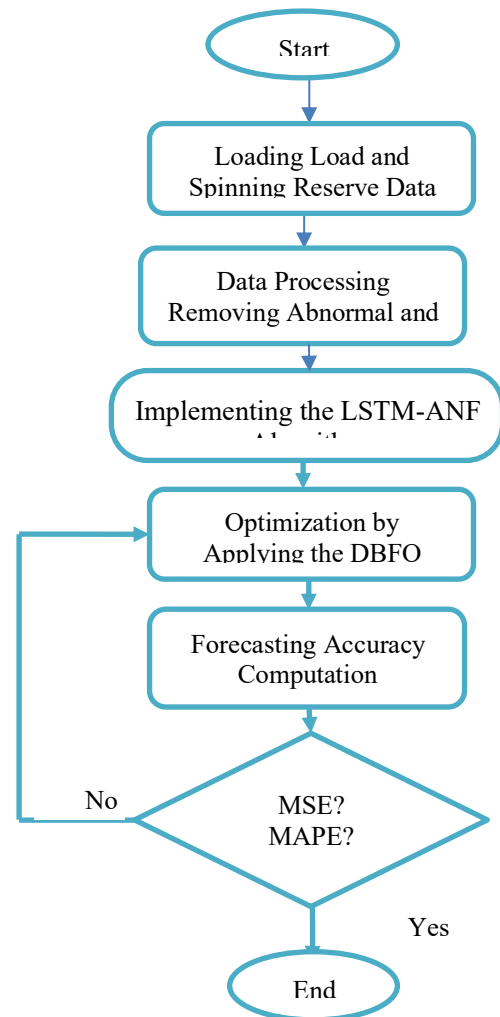 Start
Loading Load and
Spinning Reserve Data
Data Processing
Removing Abnormal and
Implementing the LSTM-ANF
Optimization by
Applying the DBFO
Forecasting Accuracy
Computation
No
MSE?
MAPE?
Yes
End